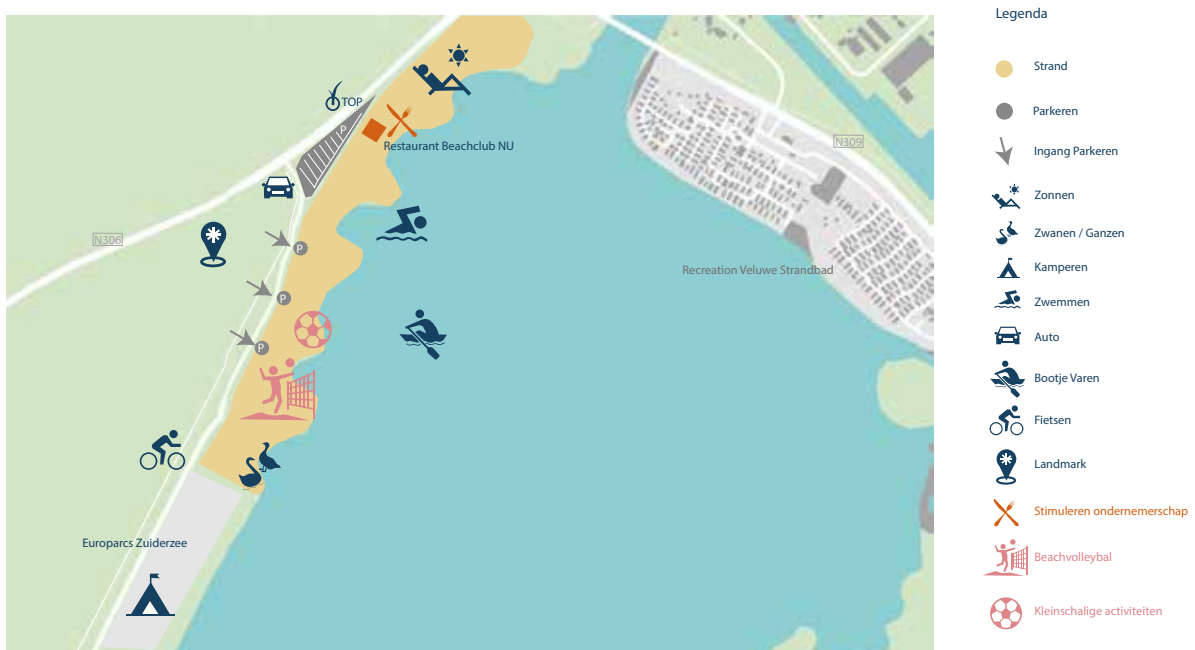 Legenda
Strand
Parkeren
Ingang Parkeren
Zonnen
Zwanen / Ganzen
Kamperen
Zwemmen
Auto
Bootje Varen
Fietsen
Landmark
Stimuleren ondernemerschap
Beachvolleybal
Kleinschalige activiteiten
TOP
P
Restaurant Beachclub NU
N309
N306
P
Recreation Veluwe Strandbad
P
P
Europarcs Zuiderzee